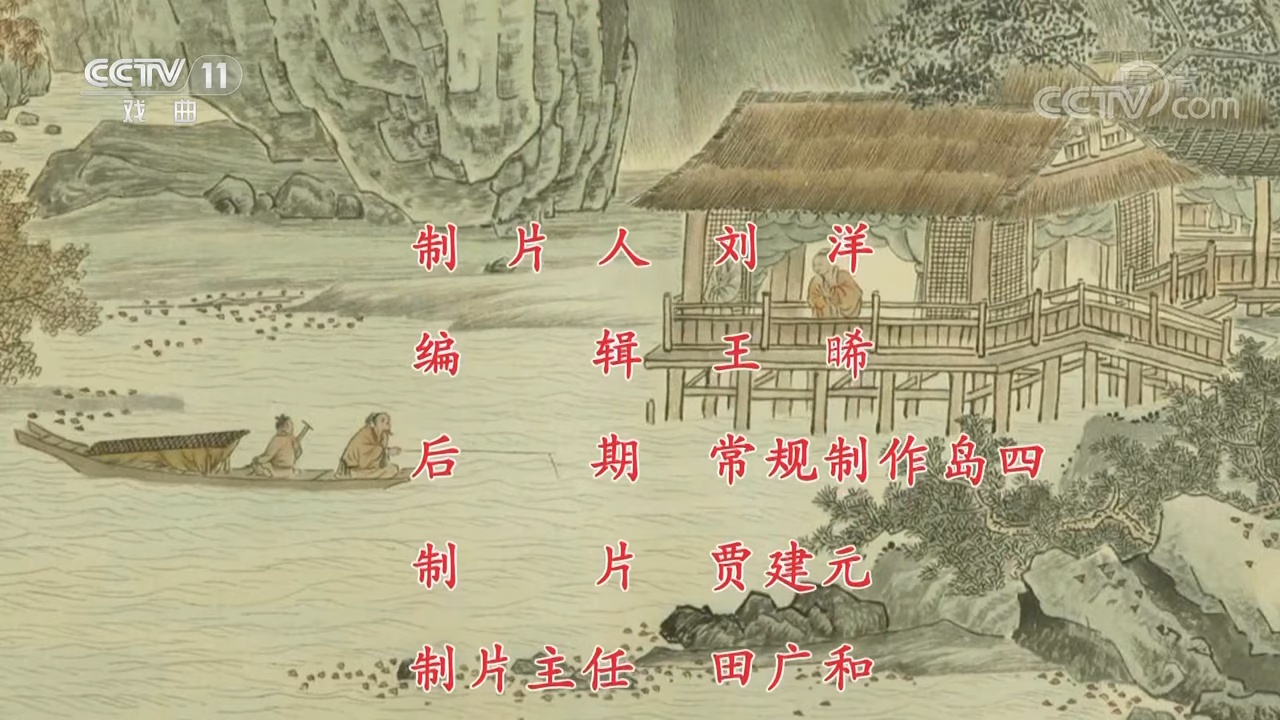 CCTV 11
戏曲
CCTV.com
制片人 刘洋
编辑 王晞
后期 常规制作岛四
制片 贾建元
制片主任 田广和